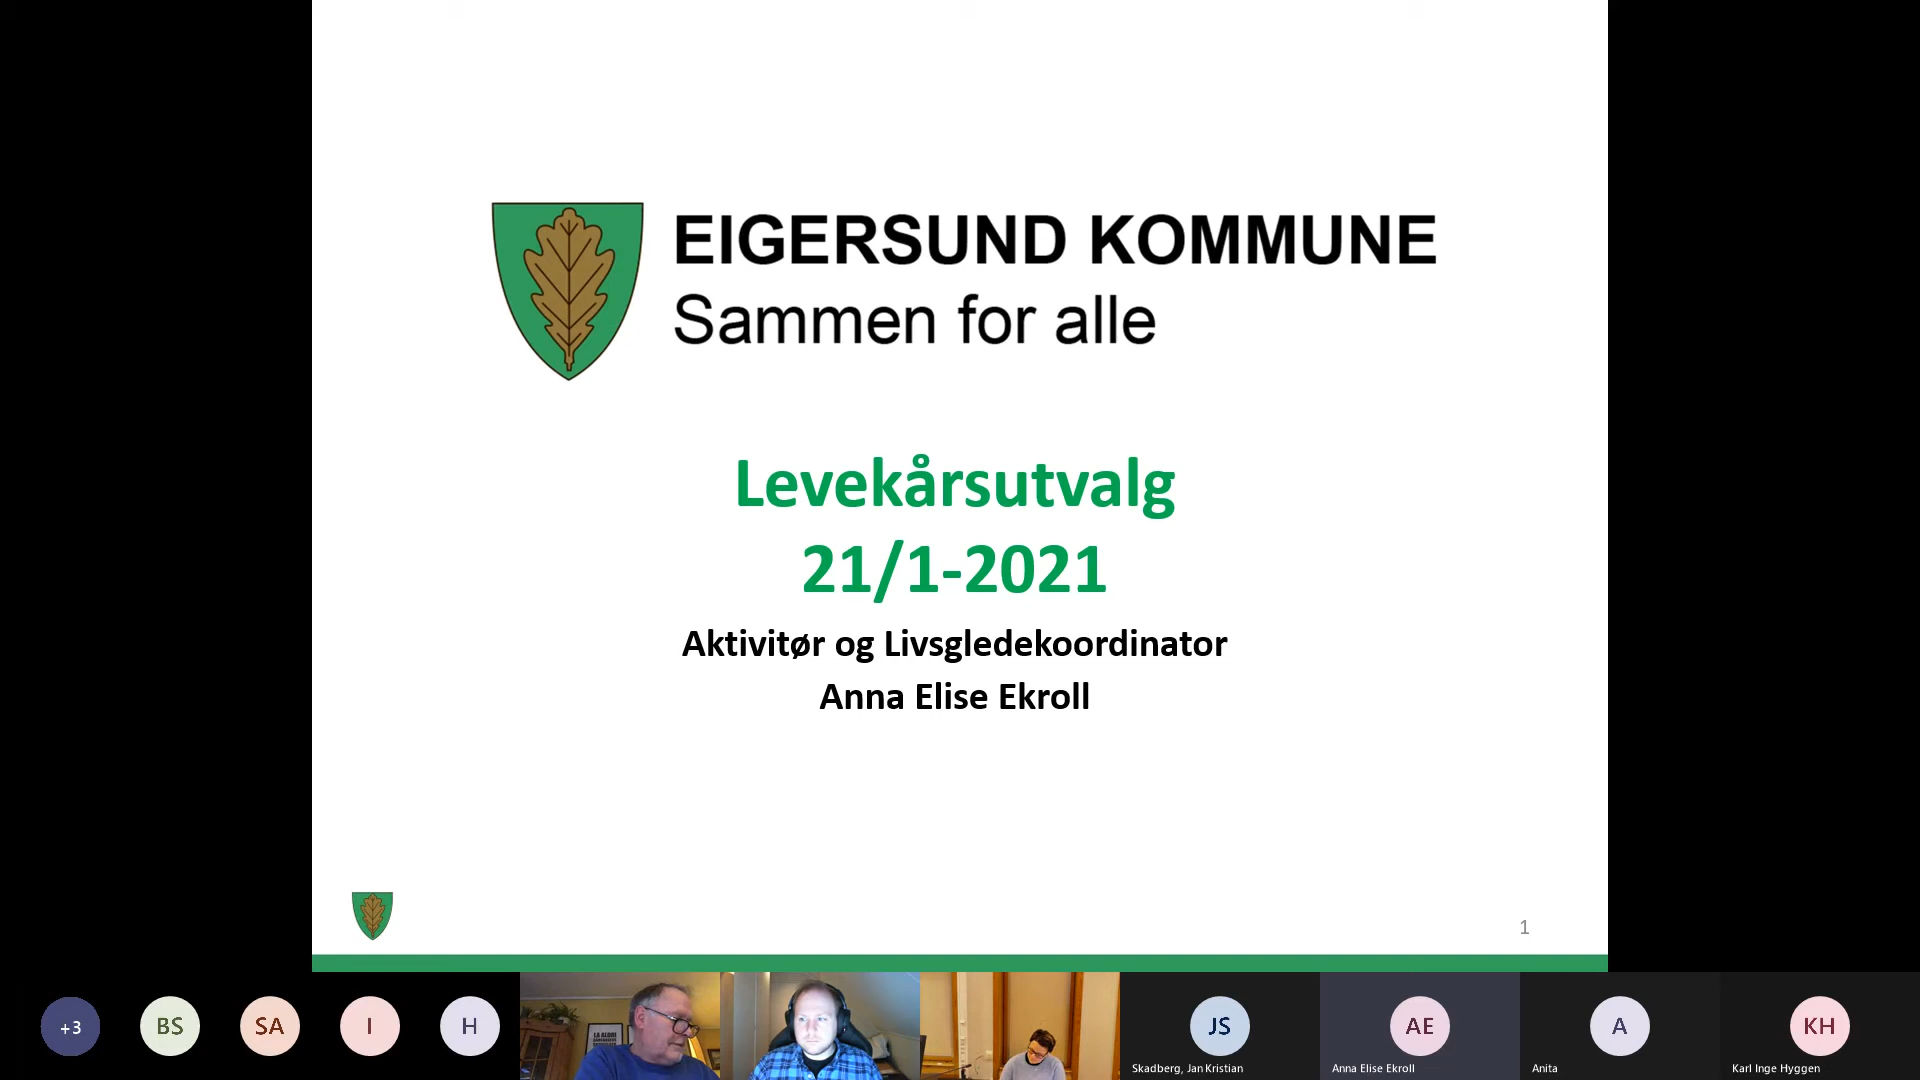 EIGERSUND KOMMUNE
Sammen for alle
Levekårsutvalg
21/1-2021
Aktivitør og Livsgledekoordinator
Anna Elise Ekroll
1
+3
BS
SA
I
H
JS
Skadberg, Jan Kristian
AE
Anna Elise Ekroll
A
Anita
KH
Karl Inge Hyggen